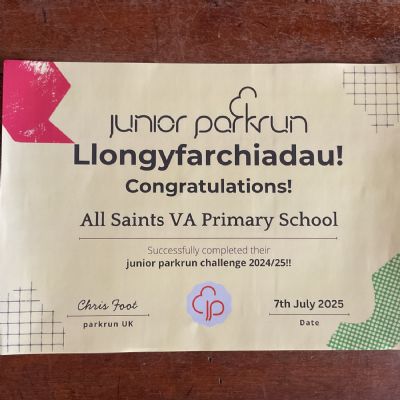 junior parkrun
Llongyfarchiadau!
Congratulations!
All Saints VA Primary School
Successfully completed their
junior parkrun challenge 2024/25!!
Chris Foot
parkrun UK
7th July 2025
Date